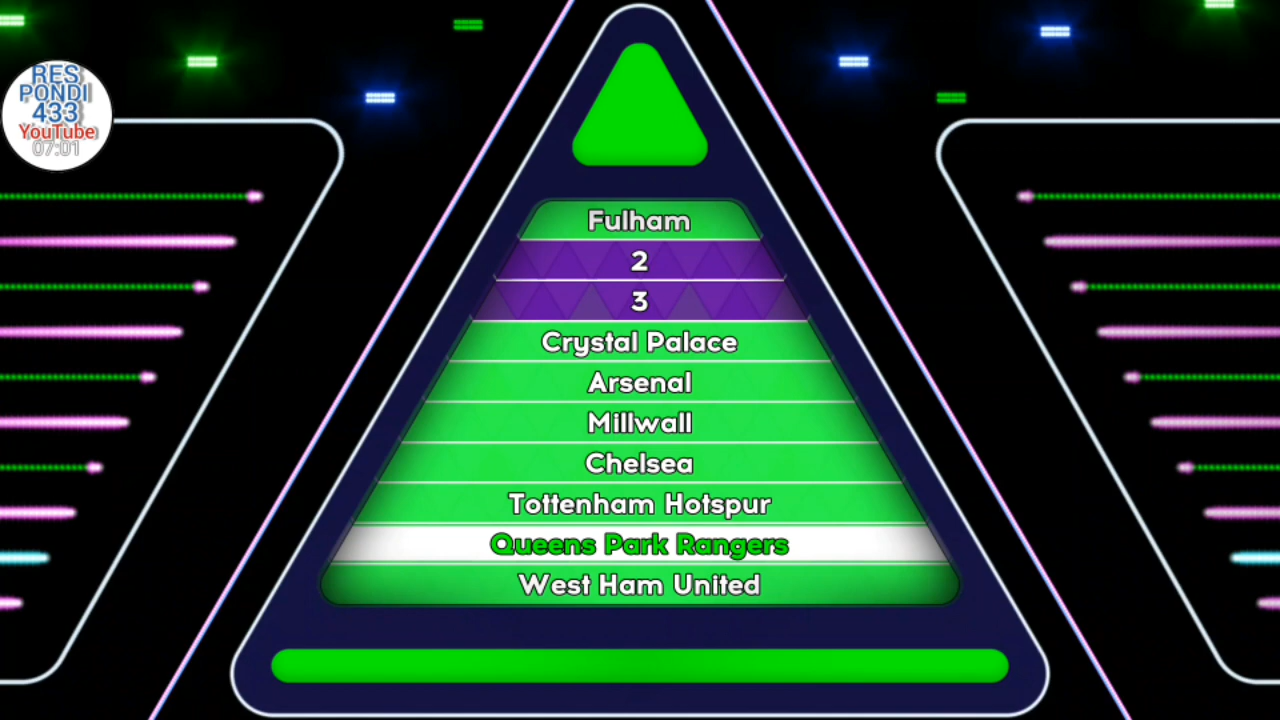 RES
PONDI
433
YouTube
07:01
Fulham
2
3
Crystal Palace
Arsenal
Millwall
Chelsea
Tottenham Hotspur
Queens Park Rangers
West Ham United